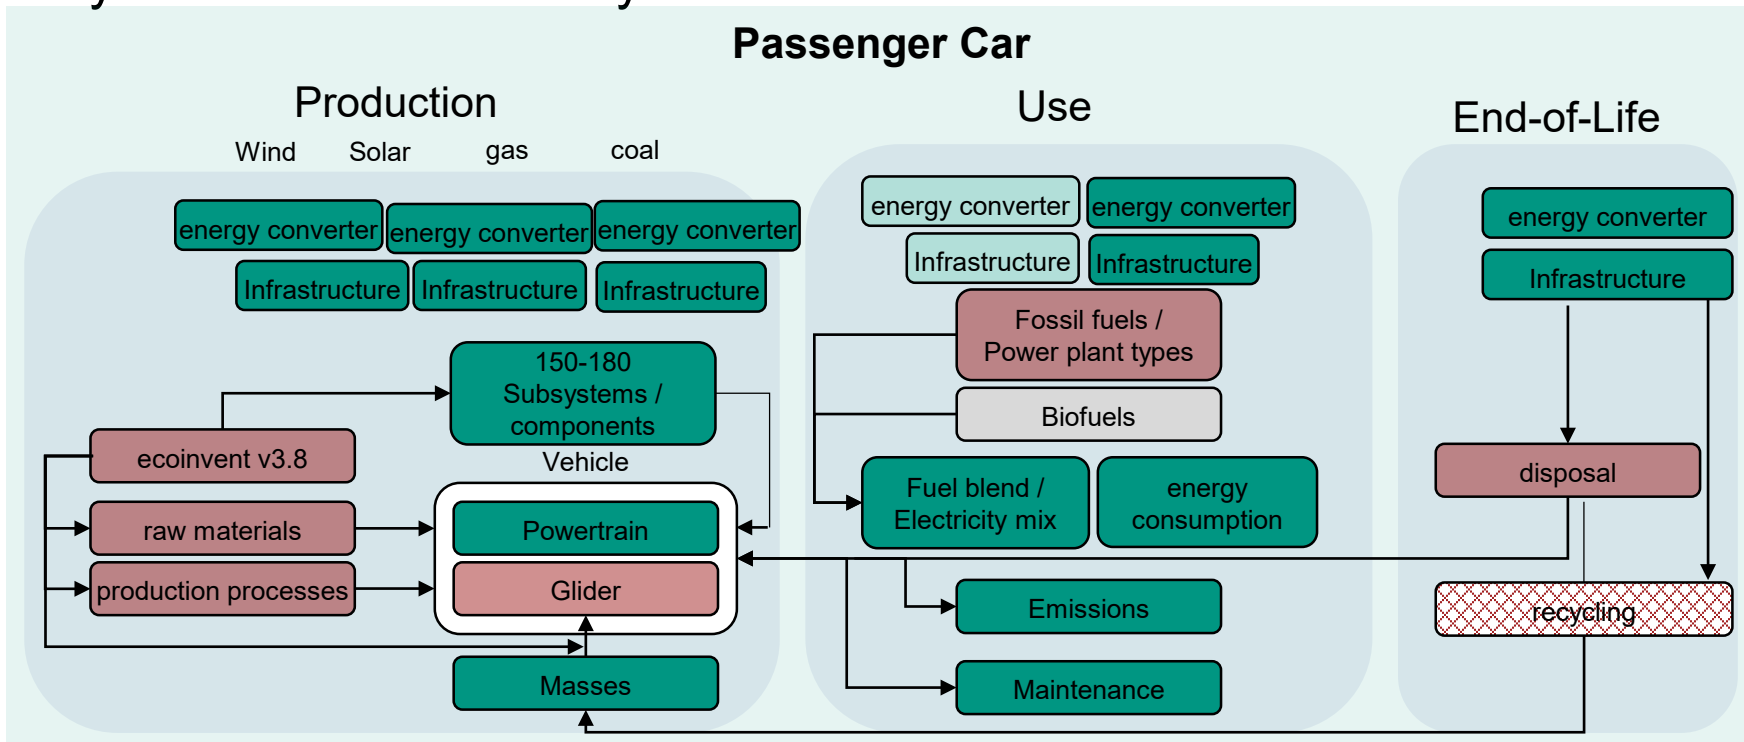 Passenger Car
Production
Use
End-of-Life
Wind Solar gas coal
energy converter energy converter energy converter
Infrastructure Infrastructure Infrastructure
150-180
Subsystems /
components
ecoinvent v3.8
Vehicle
raw materials
Powertrain
production processes
Glider
Masses
energy converter energy converter
Infrastructure Infrastructure
Fossil fuels /
Power plant types
Biofuels
Fuel blend /
Electricity mix
energy
consumption
Emissions
Maintenance
energy converter
Infrastructure
disposal
recycling